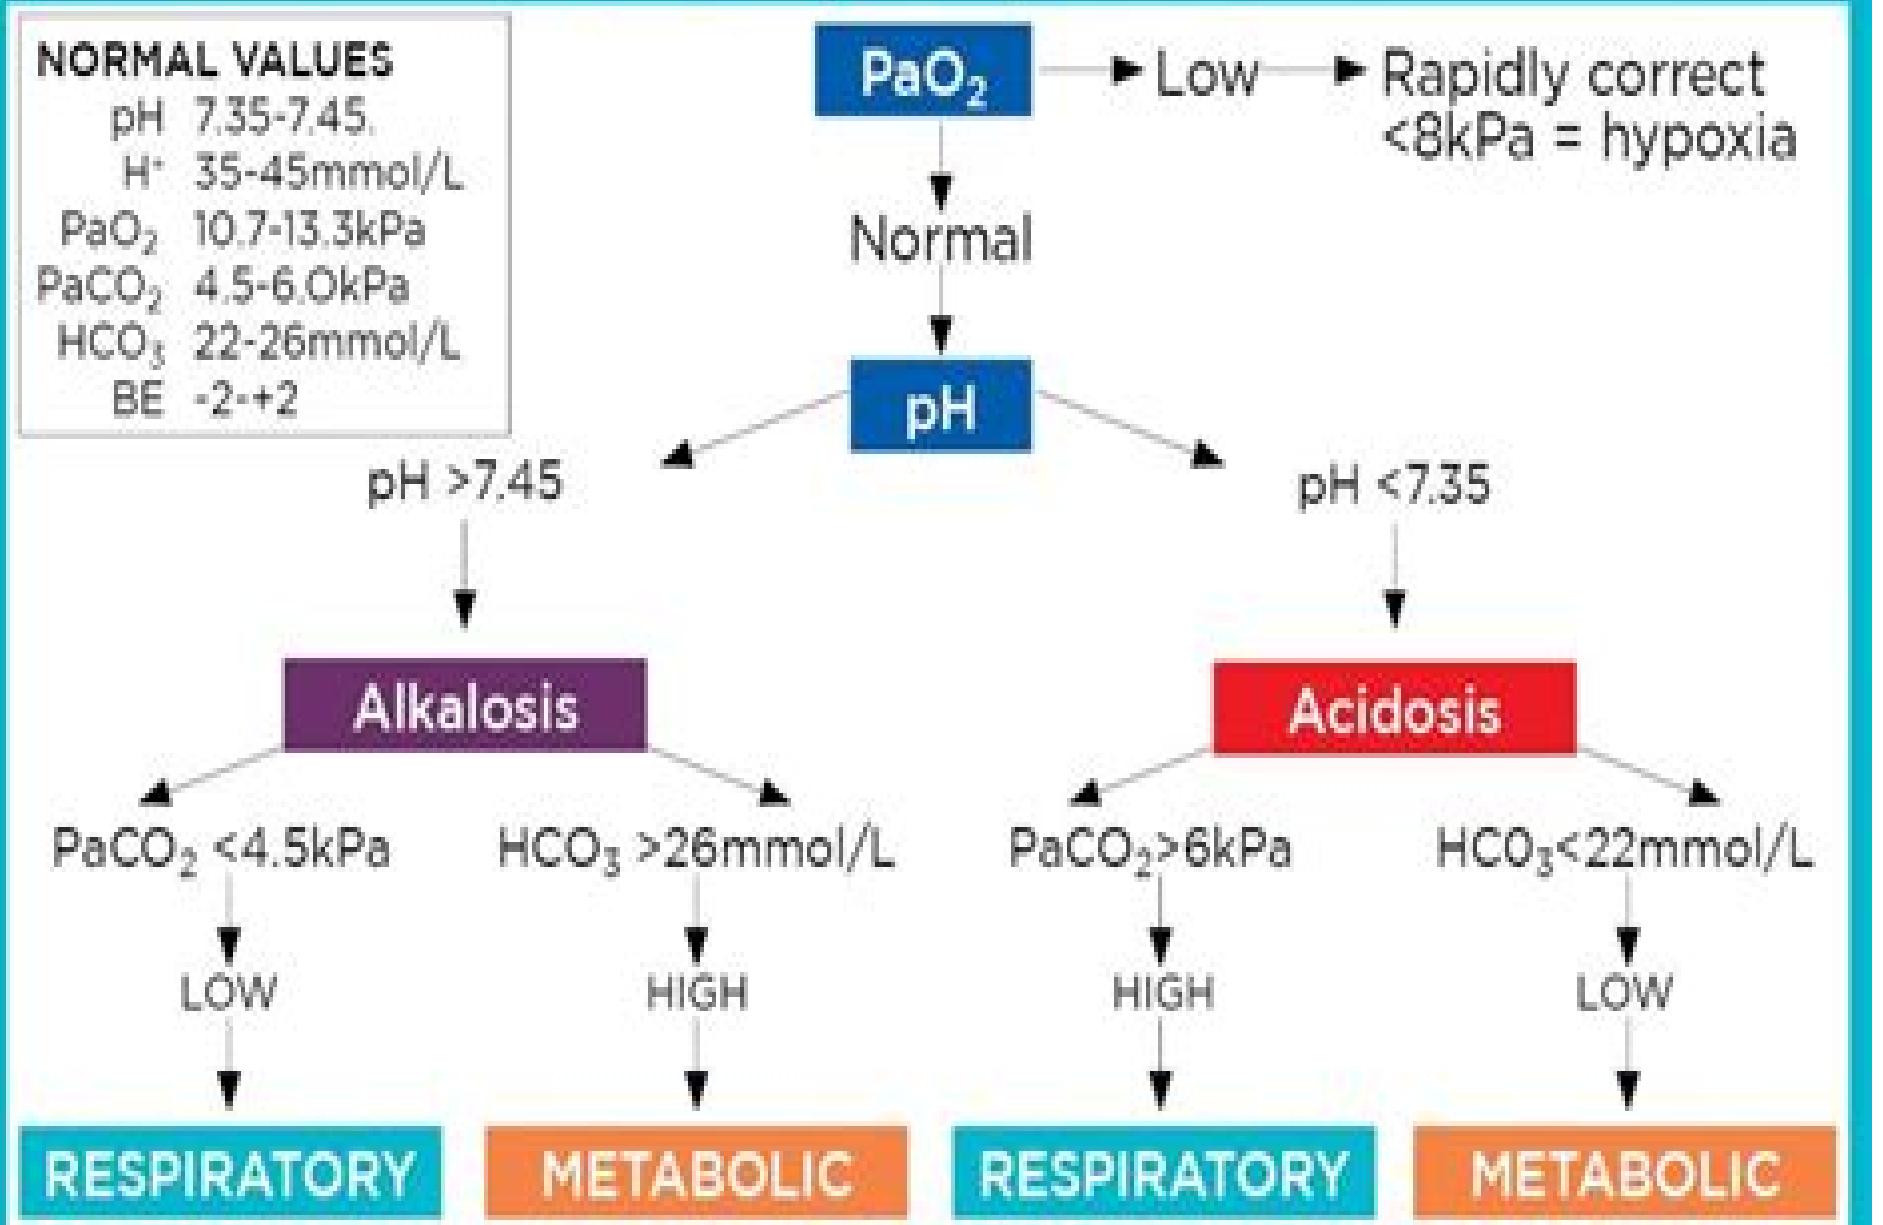 NORMAL VALUES
pH 7.35-7.45.
H⁺ 35-45mmol/L
PaO₂ 10.7-13.3kPa
PaCO₂ 4.5-6.0kPa
HCO₃ 22-26mmol/L
BE -2-+2
PaO₂
Low
Rapidly correct
<8kPa = hypoxia
Normal
pH
pH >7.45
pH <7.35
Alkalosis
Acidosis
PaCO₂ <4.5kPa
HCO₃ >26mmol/L
PaCO₂>6kPa
HCO₃<22mmol/L
LOW
HIGH
HIGH
LOW
RESPIRATORY
METABOLIC
RESPIRATORY
METABOLIC